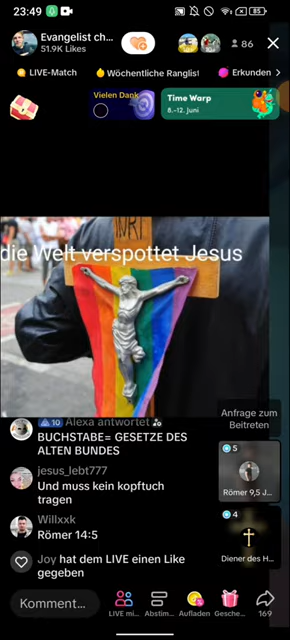 23:49
85
Evangelist ch...
51.9K Likes
86
LIVE-Match
Wöchentliche Ranglist
Erkunden
Vielen Dank
Time Warp
8.–12. Juni
INRI
die Welt verspottet Jesus
Anfrage zum
Beitreten
10 Alexa antwortet
BUCHSTABE= GESETZE DES
ALTEN BUNDES
jesus_lebt777
Und muss kein kopftuch
tragen
Willxxk
Römer 14:5
Joy hat dem LIVE einen Like
gegeben
5
Römer 9,5 J...
4
Diener des H...
Komment...
LIVE mi...
Abstim...
Aufladen
Gesche...
169